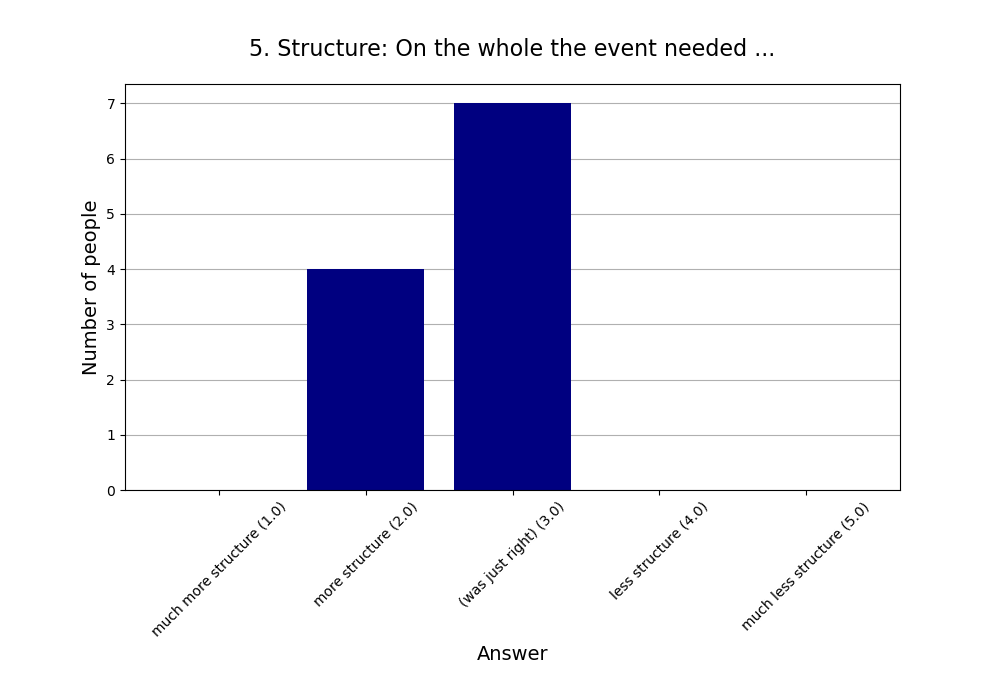 5. Structure: On the whole the event needed ...
Number of people
7
6
5
4
3
2
1
0
much more structure (1.0)
more structure (2.0)
(was just right) (3.0)
less structure (4.0)
much less structure (5.0)
Answer